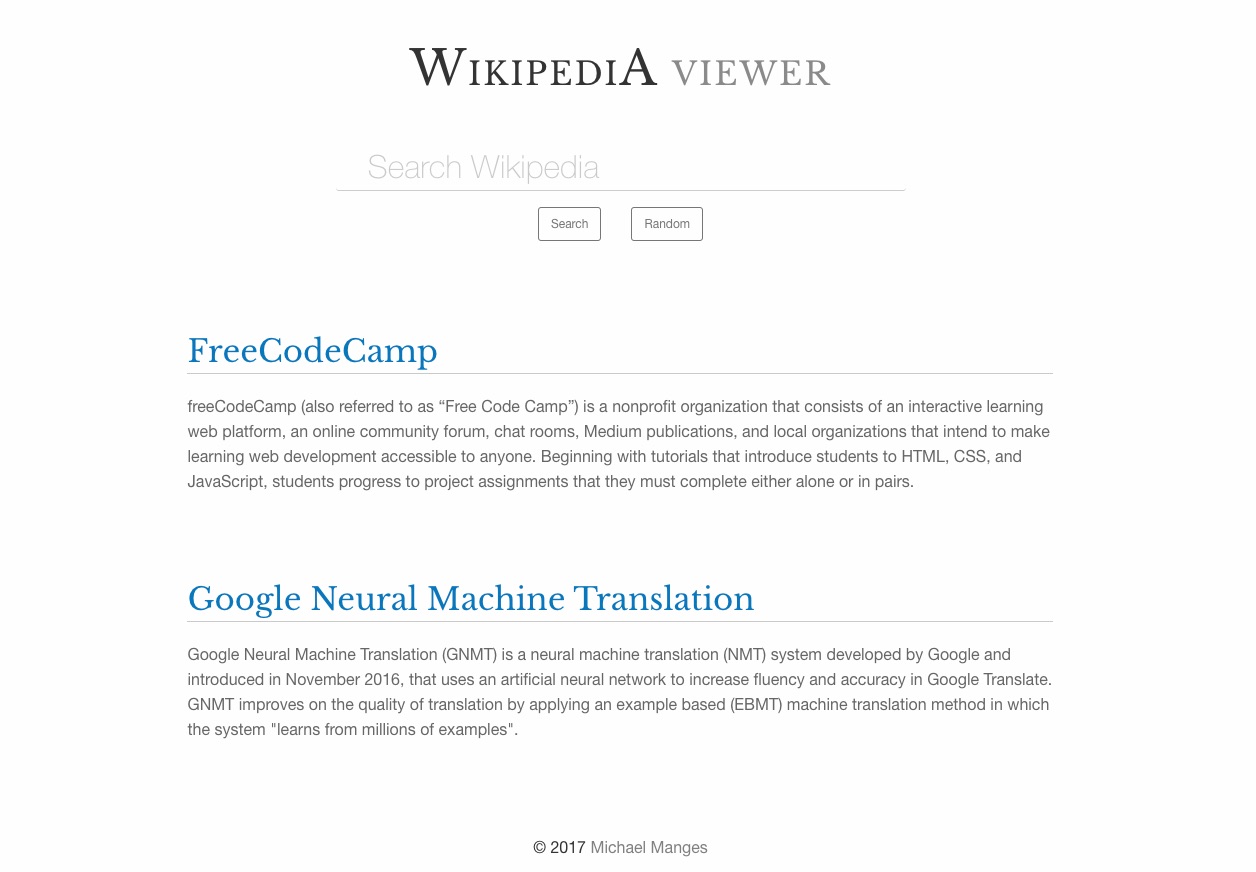 WIKIPEDIA VIEWER
Search Wikipedia
Search Random
FreeCodeCamp
freeCodeCamp (also referred to as “Free Code Camp”) is a nonprofit organization that consists of an interactive learning
web platform, an online community forum, chat rooms, Medium publications, and local organizations that intend to make
learning web development accessible to anyone. Beginning with tutorials that introduce students to HTML, CSS, and
JavaScript, students progress to project assignments that they must complete either alone or in pairs.
Google Neural Machine Translation
Google Neural Machine Translation (GNMT) is a neural machine translation (NMT) system developed by Google and
introduced in November 2016, that uses an artificial neural network to increase fluency and accuracy in Google Translate.
GNMT improves on the quality of translation by applying an example based (EBMT) machine translation method in which
the system "learns from millions of examples".
© 2017 Michael Manges